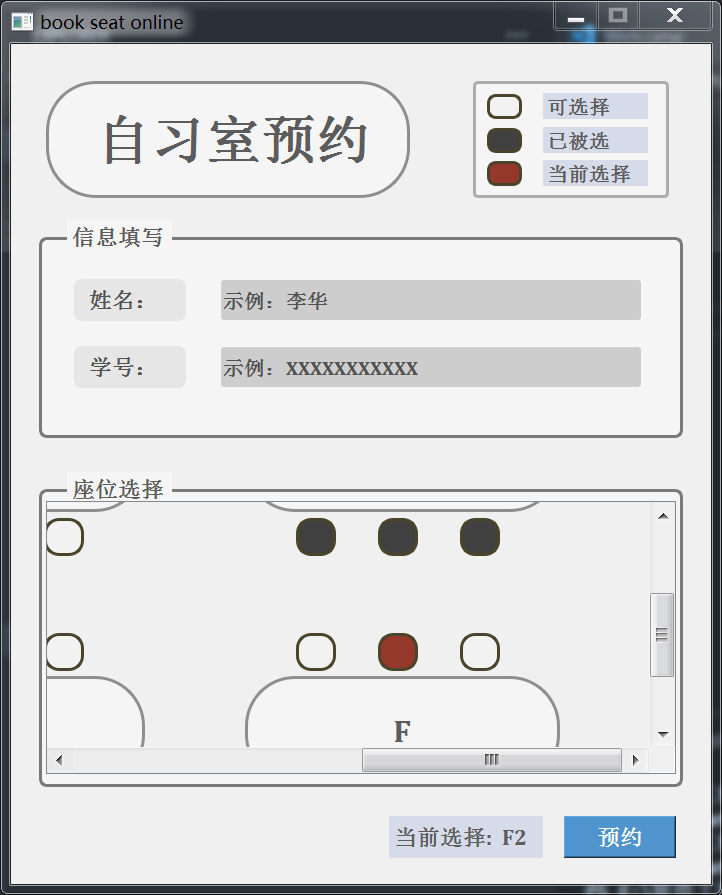 book seat online
自习室预约
可选择
已被选
当前选择
信息填写
姓名：
示例：李华
学号：
示例：XXXXXXXXXXX
座位选择
F
当前选择: F2
预约